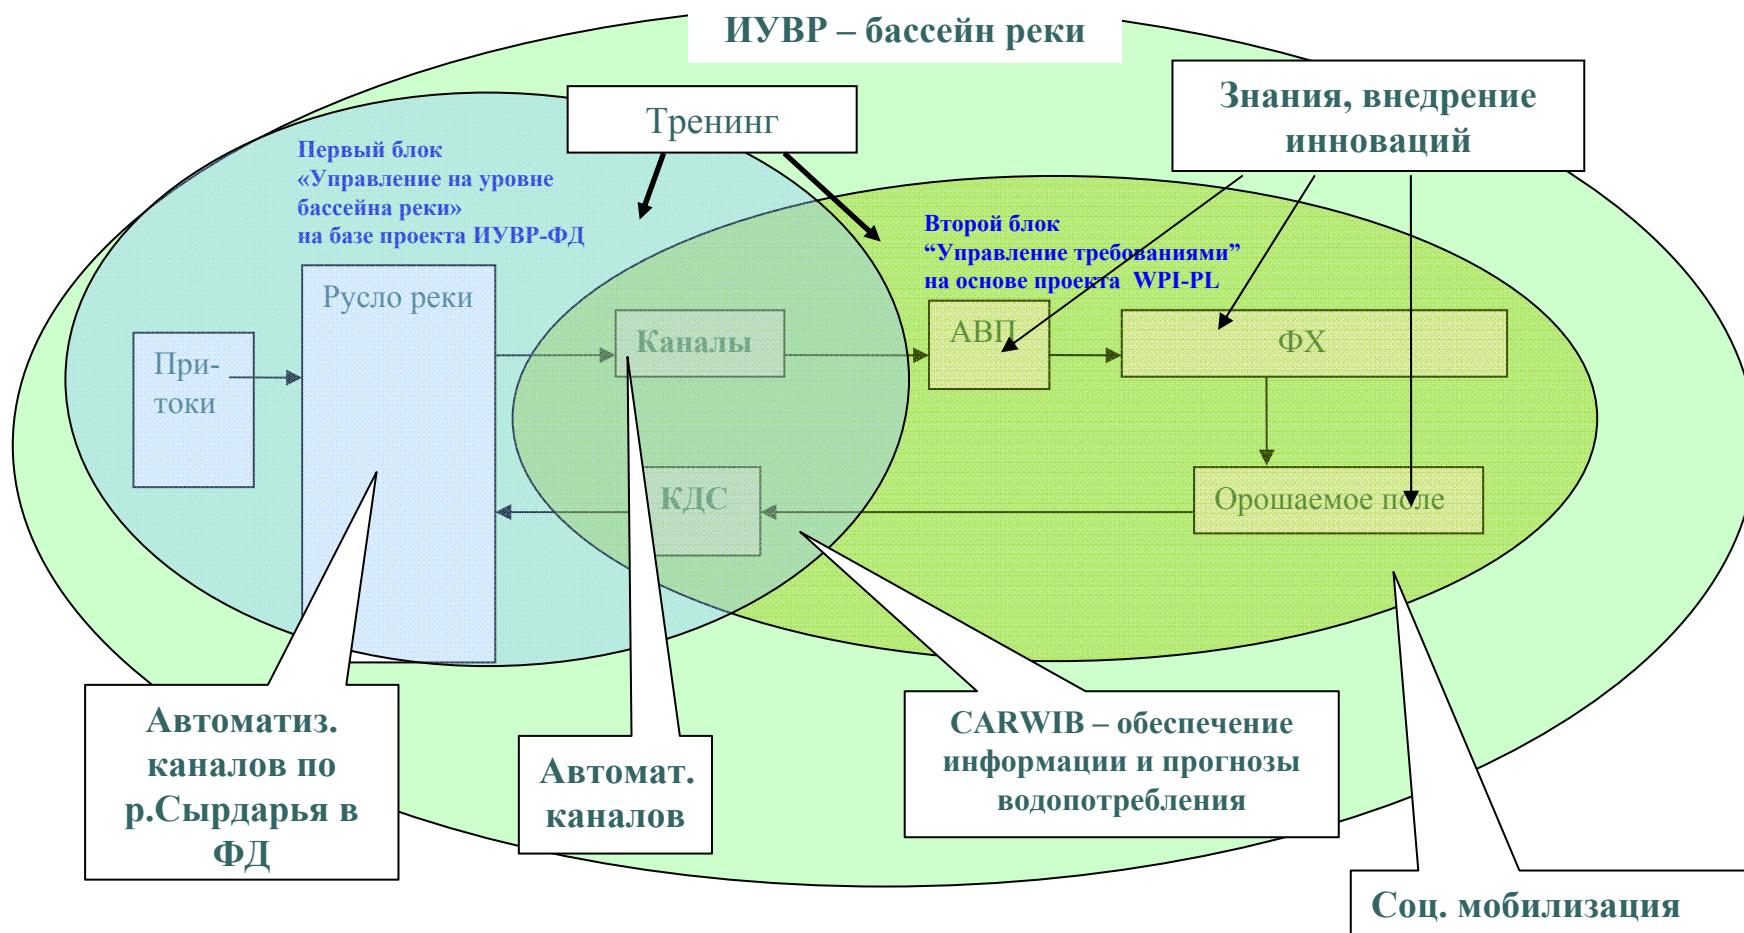 ИУВР – бассейн реки
Тренинг
Знания, внедрение
инноваций
Первый блок
«Управление на уровне
бассейна реки»
на базе проекта ИУВР-ФД
Второй блок
“Управление требованиями”
на основе проекта WPI-PL
Русло реки
При-
токи
Каналы
АВП
ФХ
КДС
Орошаемое поле
Автоматиз.
каналов по
р.Сырдарья в
ФД
Автомат.
каналов
CARWIB – обеспечение
информации и прогнозы
водопотребления
Соц. мобилизация